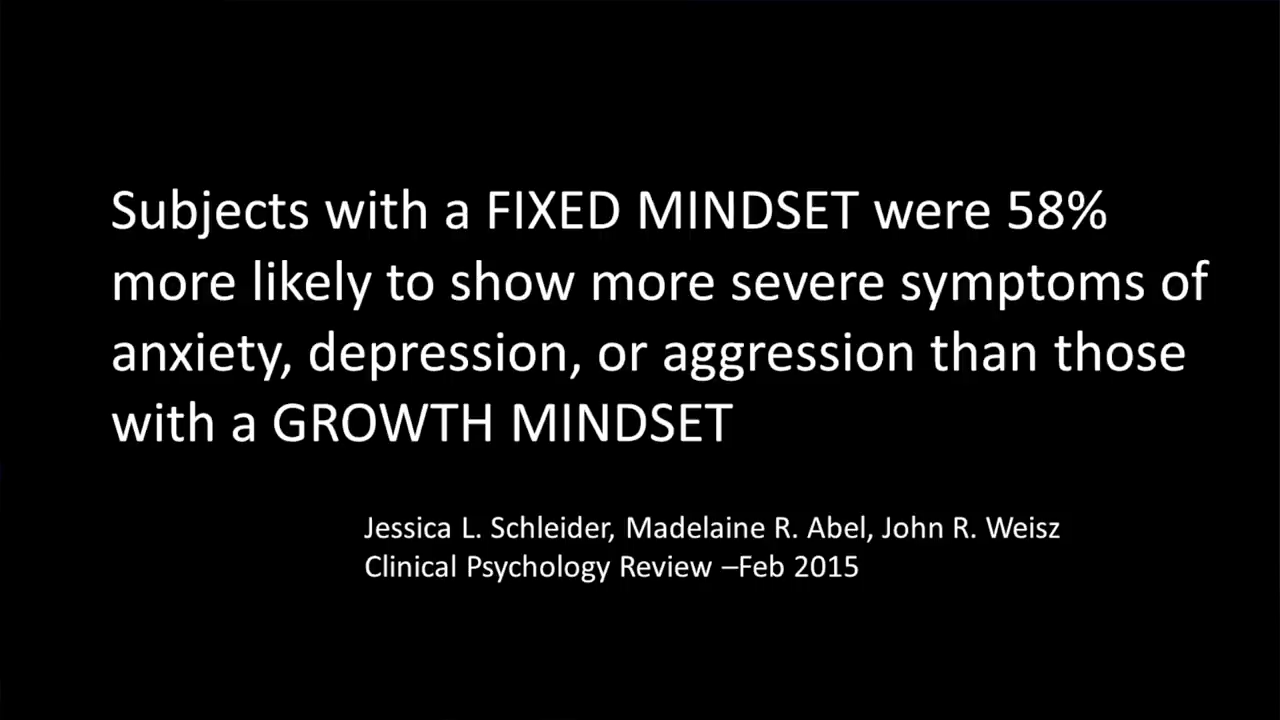 Subjects with a FIXED MINDSET were 58%
more likely to show more severe symptoms of
anxiety, depression, or aggression than those
with a GROWTH MINDSET
Jessica L. Schleider, Madelaine R. Abel, John R. Weisz
Clinical Psychology Review –Feb 2015